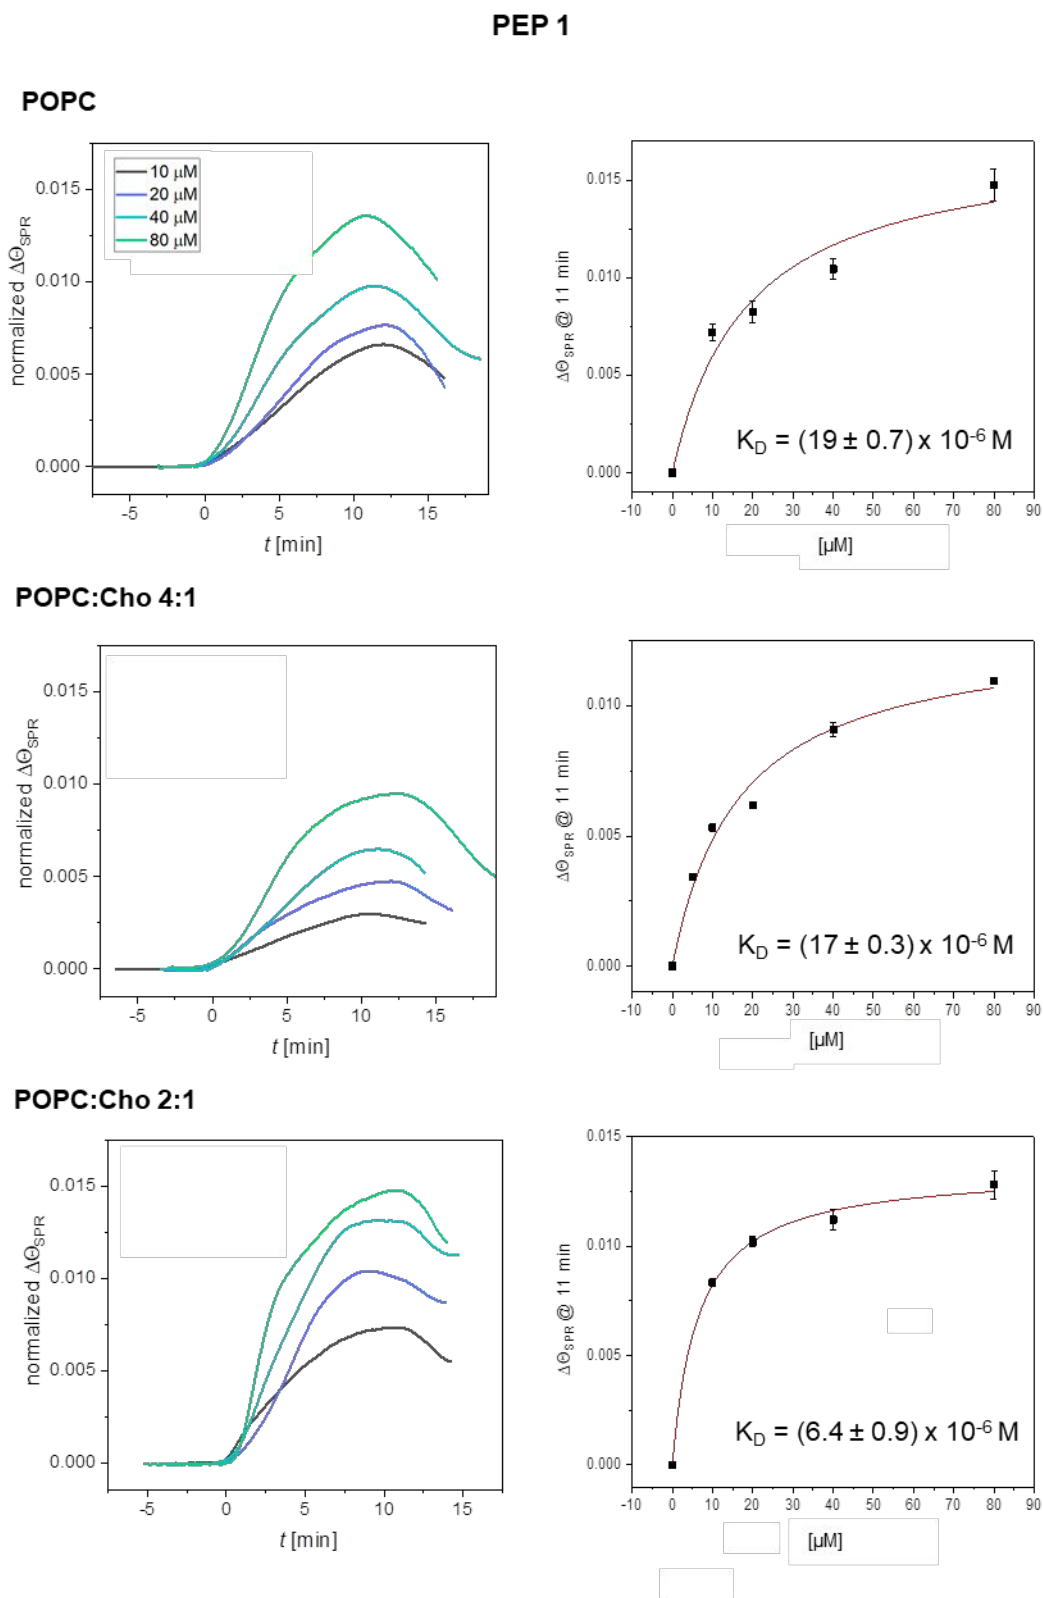 PEP 1
POPC
normalized ΔΘSPR
0.015
0.010
0.005
0.000
10 μM
20 μM
40 μM
80 μM
-5 0 5 10 15
t [min]
ΔΘSPR @ 11 min
0.015
0.010
0.005
0.000
KD = (19 ± 0.7) x 10-6 M
-10 0 10 20 30 40 50 60 70 80 90
[µM]
POPC:Cho 4:1
normalized ΔΘSPR
0.015
0.010
0.005
0.000
-5 0 5 10 15
t [min]
ΔΘSPR @ 11 min
0.010
0.005
0.000
KD = (17 ± 0.3) x 10-6 M
-10 0 10 20 30 40 50 60 70 80 90
[µM]
POPC:Cho 2:1
normalized ΔΘSPR
0.015
0.010
0.005
0.000
-5 0 5 10 15
t [min]
ΔΘSPR @ 11 min
0.015
0.010
0.005
0.000
KD = (6.4 ± 0.9) x 10-6 M
-10 0 10 20 30 40 50 60 70 80 90
[µM]